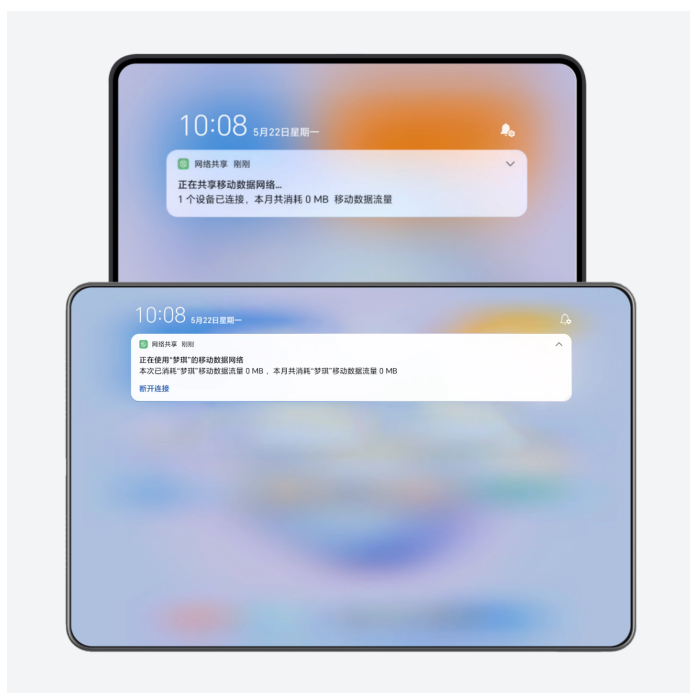 10:08 5月22日星期一
网络共享 刚刚
正在共享移动数据网络...
1 个设备已连接，本月共消耗 0 MB 移动数据流量
10:08 5月22日星期一
网络共享 刚刚
正在使用“梦琪”的移动数据网络
本次已消耗“梦琪”移动数据流量 0 MB ，本月共消耗“梦琪”移动数据流量 0 MB
断开连接